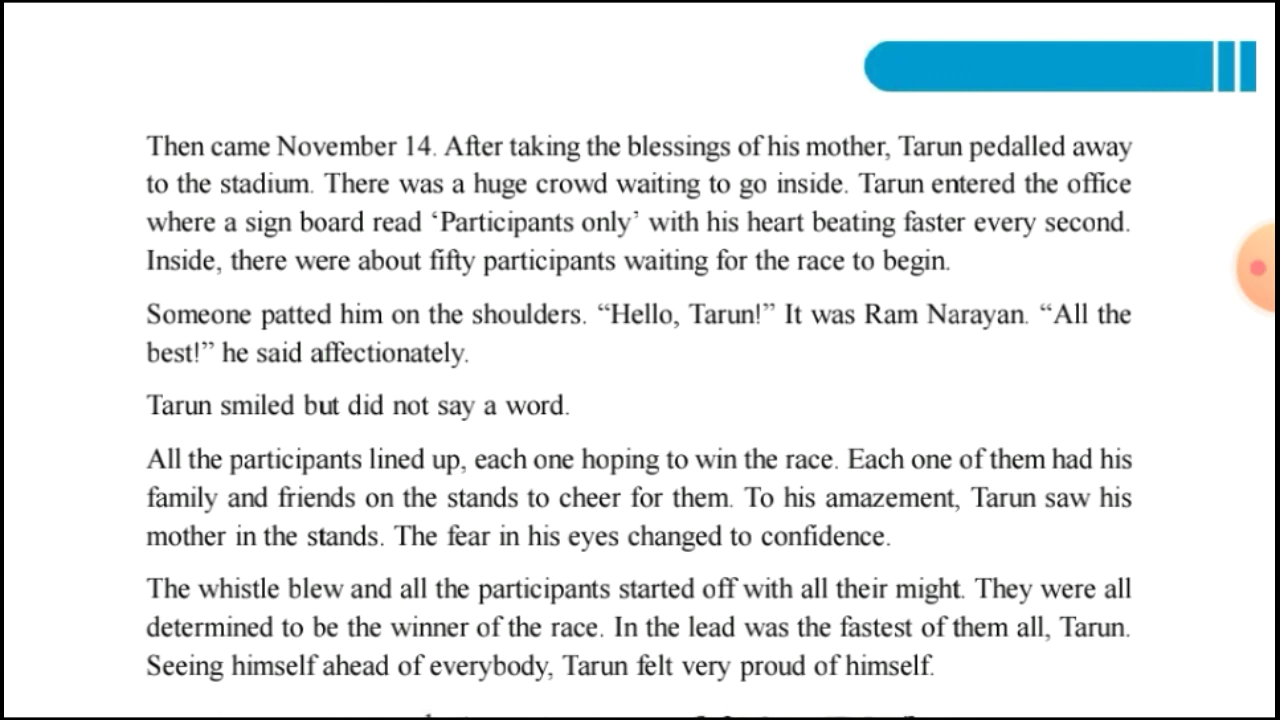 Then came November 14. After taking the blessings of his mother, Tarun pedalled away
to the stadium. There was a huge crowd waiting to go inside. Tarun entered the office
where a sign board read ‘Participants only’ with his heart beating faster every second.
Inside, there were about fifty participants waiting for the race to begin.
Someone patted him on the shoulders. “Hello, Tarun!” It was Ram Narayan. “All the
best!” he said affectionately.
Tarun smiled but did not say a word.
All the participants lined up, each one hoping to win the race. Each one of them had his
family and friends on the stands to cheer for them. To his amazement, Tarun saw his
mother in the stands. The fear in his eyes changed to confidence.
The whistle blew and all the participants started off with all their might. They were all
determined to be the winner of the race. In the lead was the fastest of them all, Tarun.
Seeing himself ahead of everybody, Tarun felt very proud of himself.